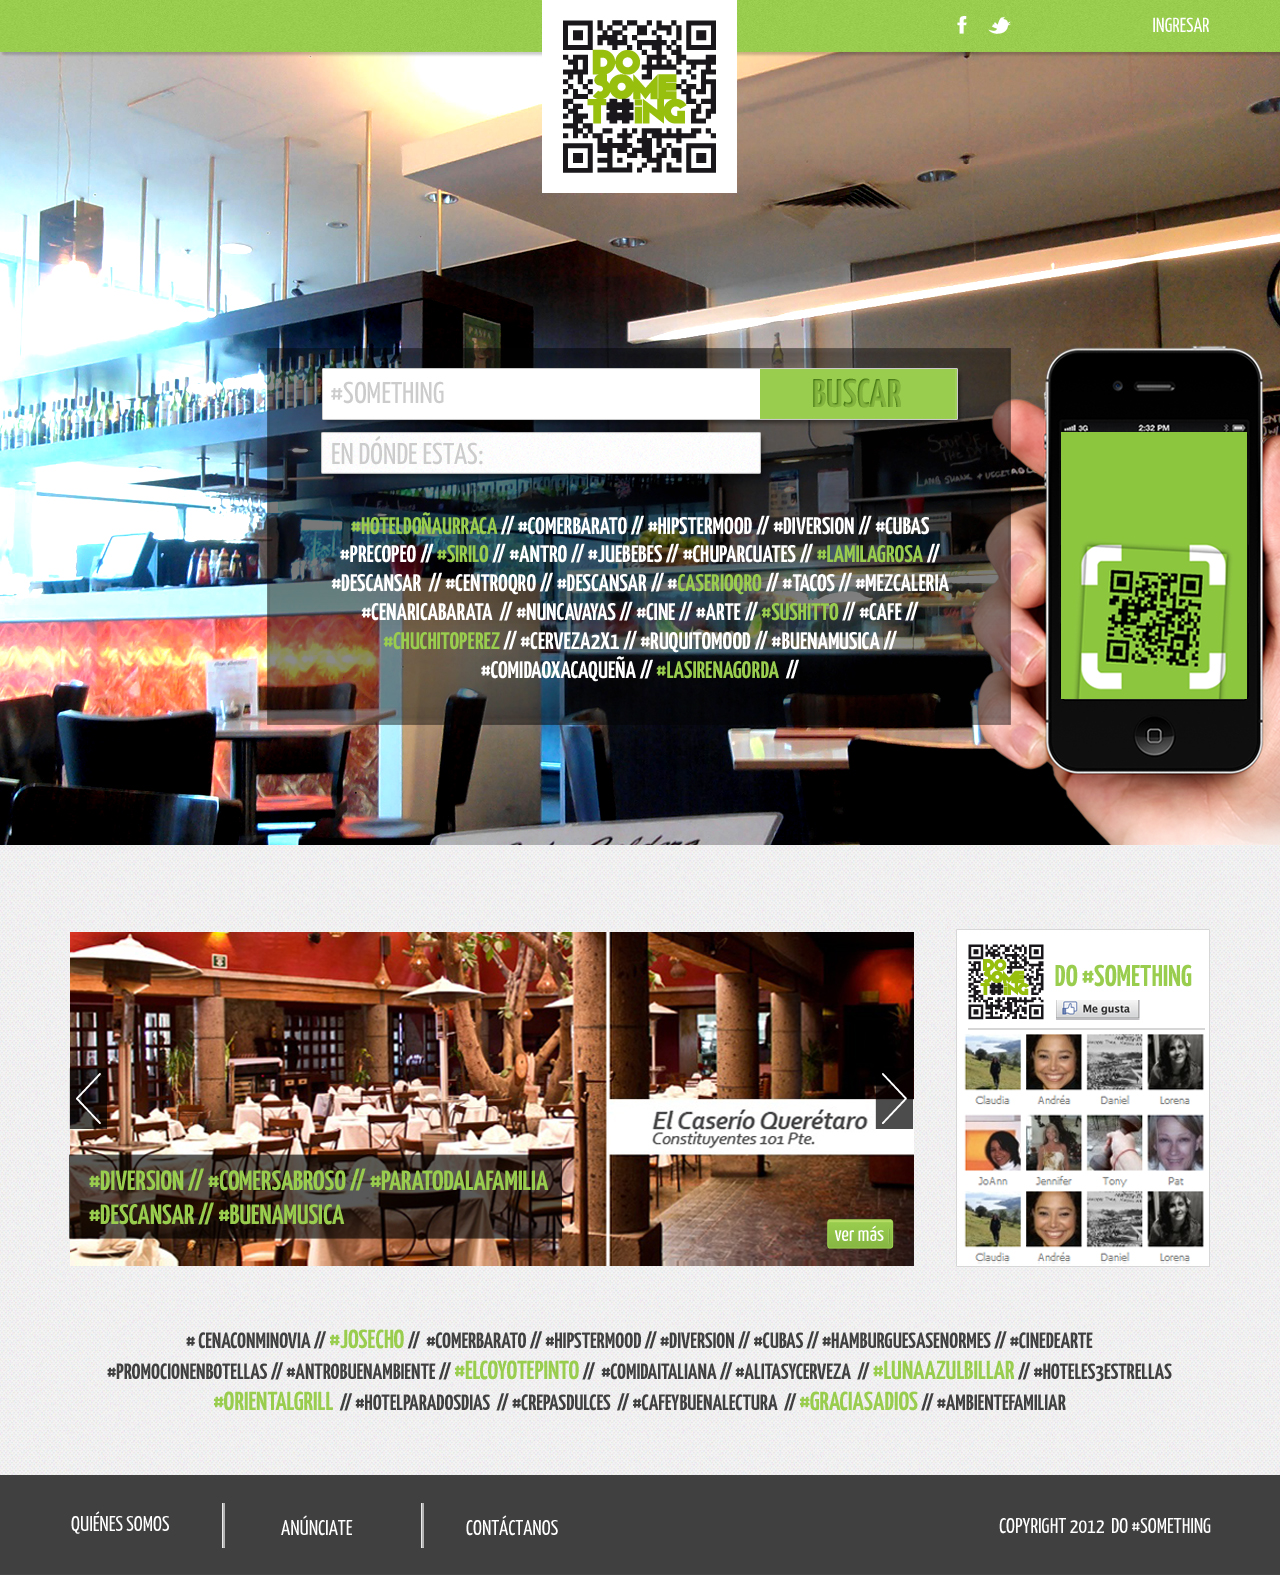 INGRESAR
DO
SOME
T#ING
#SOMETHING
BUSCAR
EN DÓNDE ESTAS:
3G 2:32 PM
#HOTELDOÑAURRACA // #COMERBARATO // #HIPSTERMOOD // #DIVERSION // #CUBAS
#PRECOPEO // #SIRILO // #ANTRO // #JUEBEBES // #CHUPARCUATES // #LAMILAGROSA //
#DESCANSAR // #CENTROQRO // #DESCANSAR // #CASERIOQRO // #TACOS // #MEZCALERIA
#CENARICABARATA // #NUNCAVAYAS // #CINE // #ARTE // #SUSHITTO // #CAFE //
#CHUCHITOPEREZ // #CERVEZA2X1 // #RUQUITOMOOD // #BUENAMUSICA //
#COMIDAOXACAQUEÑA // #LASIRENAGORDA //
El Caserío Querétaro
Constituyentes 101 Pte.
#DIVERSION // #COMERSABROSO // #PARATODALAFAMILIA
#DESCANSAR // #BUENAMUSICA
ver más
DO
SOME
T#ING
DO #SOMETHING
Me gusta
Claudia Andréa Daniel Lorena
JoAnn Jennifer Tony Pat
Claudia Andréa Daniel Lorena
# CENACONMINOVIA // #JOSECHO // #COMERBARATO // #HIPSTERMOOD // #DIVERSION // #CUBAS // #HAMBURGUESASENORMES // #CINEDEARTE
#PROMOCIONENBOTELLAS // #ANTROBUENAMBIENTE // #ELCOYOTEPINTO // #COMIDAITALIANA // #ALITASYCERVEZA // #LUNAAZULBILLAR // #HOTELES3ESTRELLAS
#ORIENTALGRILL // #HOTELPARADOSDIAS // #CREPASDULCES // #CAFEYBUENALECTURA // #GRACIASADIOS // #AMBIENTEFAMILIAR
QUIÉNES SOMOS
ANÚNCIATE
CONTÁCTANOS
COPYRIGHT 2012 DO #SOMETHING